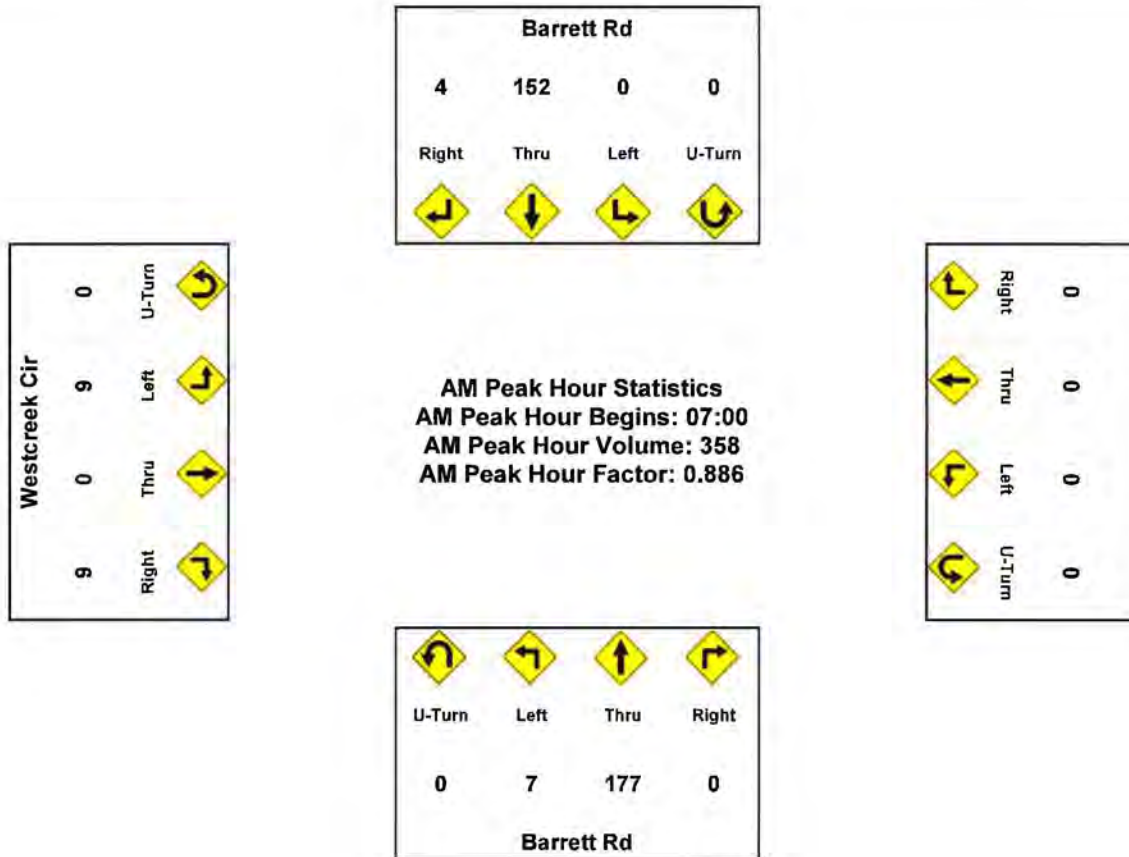 Barrett Rd
4 152 0 0
Right Thru Left U-Turn
Westcreek Cir
0 9 0 9
U-Turn Left Thru Right
AM Peak Hour Statistics
AM Peak Hour Begins: 07:00
AM Peak Hour Volume: 358
AM Peak Hour Factor: 0.886
Right Thru Left U-Turn
0 0 0 0
U-Turn Left Thru Right
0 7 177 0
Barrett Rd